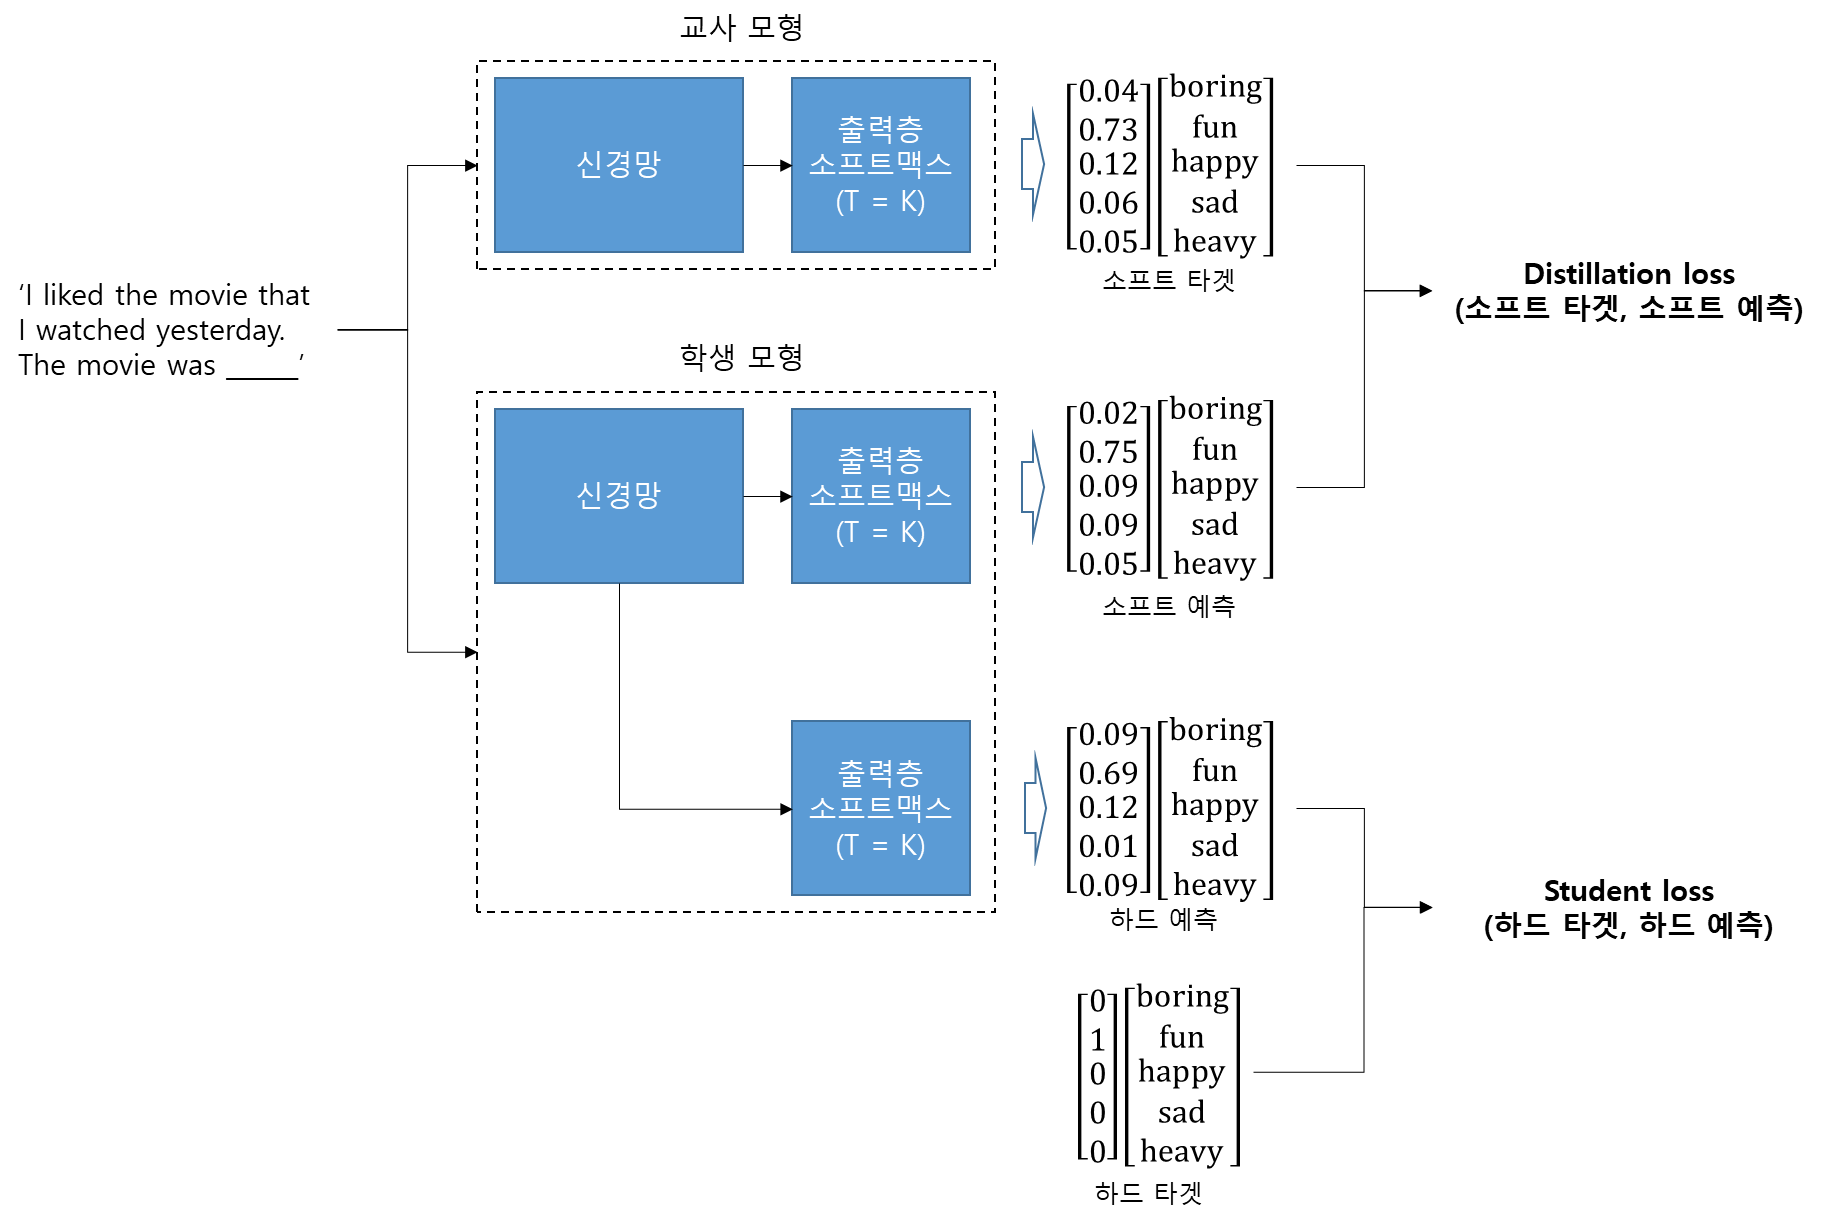 교사 모형
신경망
출력층
소프트맥스
(T = K)
0.04 boring
0.73 fun
0.12 happy
0.06 sad
0.05 heavy
소프트 타겟
Distillation loss
(소프트 타겟, 소프트 예측)
‘I liked the movie that
I watched yesterday.
The movie was _____’
학생 모형
신경망
출력층
소프트맥스
(T = K)
0.02 boring
0.75 fun
0.09 happy
0.09 sad
0.05 heavy
소프트 예측
출력층
소프트맥스
(T = K)
0.09 boring
0.69 fun
0.12 happy
0.01 sad
0.09 heavy
하드 예측
Student loss
(하드 타겟, 하드 예측)
0 boring
1 fun
0 happy
0 sad
0 heavy
하드 타겟